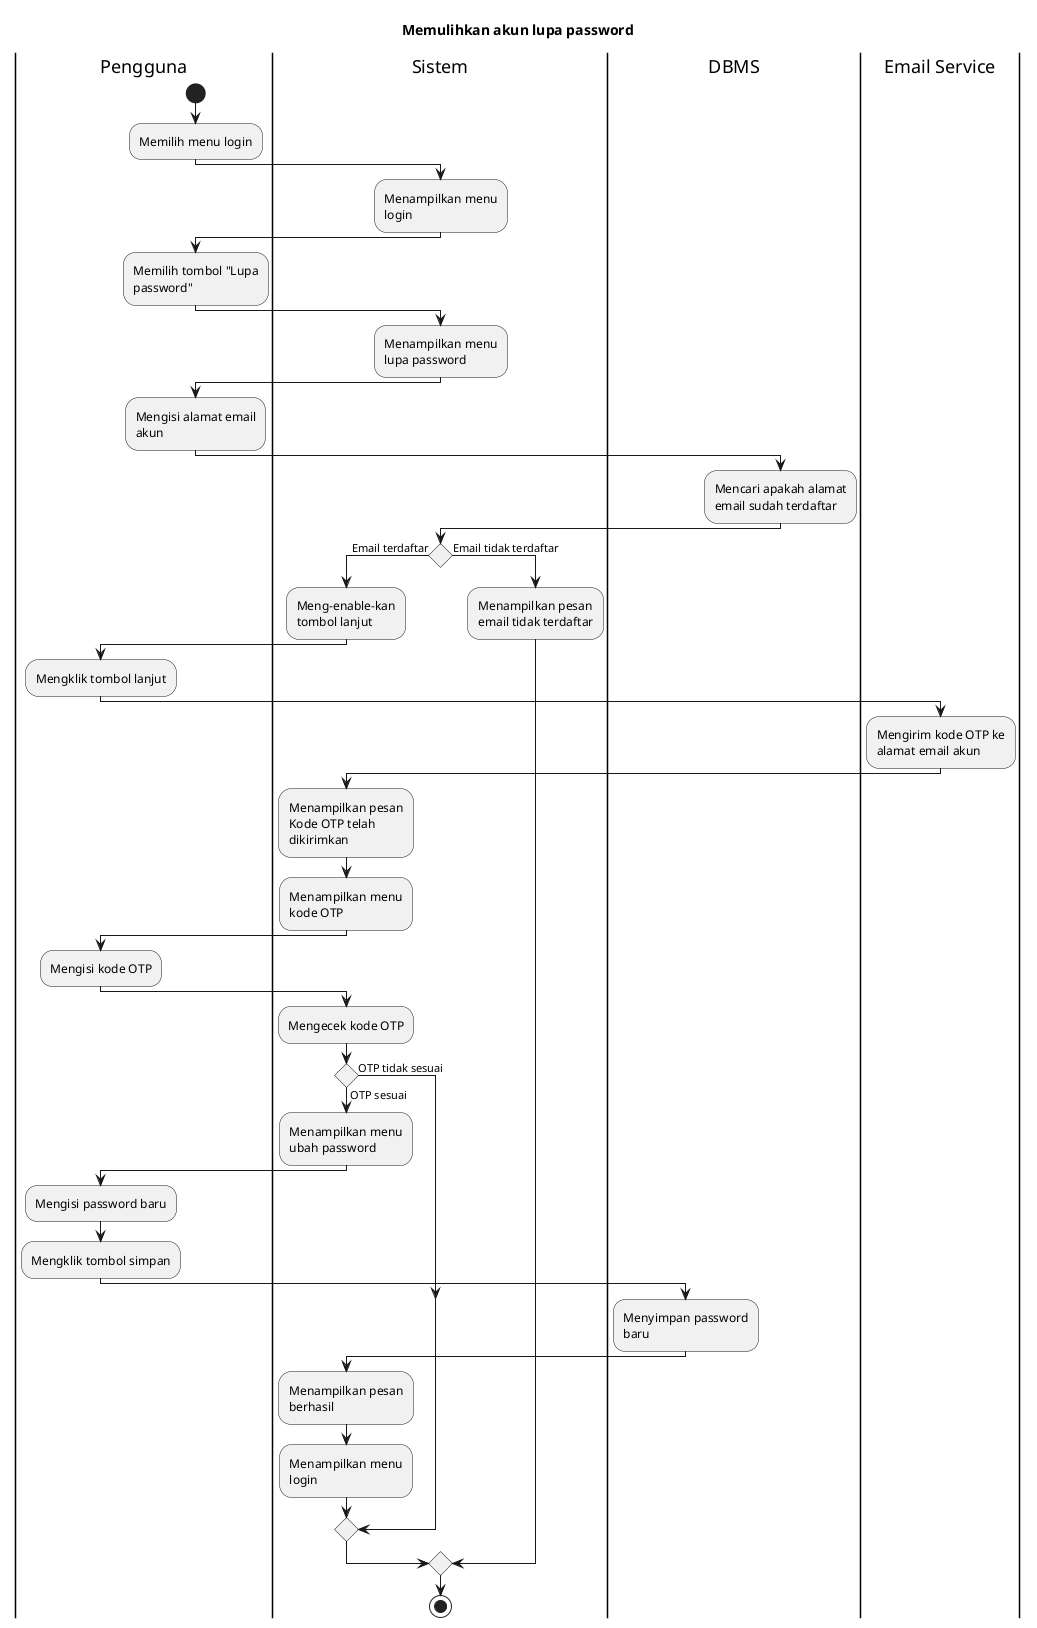 Memulihkan akun lupa password
Pengguna
Sistem
DBMS
Email Service
Memilih menu login
Menampilkan menu
login
Memilih tombol "Lupa
password"
Menampilkan menu
lupa password
Mengisi alamat email
akun
Mencari apakah alamat
email sudah terdaftar
Email terdaftar
Email tidak terdaftar
Meng-enable-kan
tombol lanjut
Menampilkan pesan
email tidak terdaftar
Mengklik tombol lanjut
Mengirim kode OTP ke
alamat email akun
Menampilkan pesan
Kode OTP telah
dikirimkan
Menampilkan menu
kode OTP
Mengisi kode OTP
Mengecek kode OTP
OTP tidak sesuai
OTP sesuai
Menampilkan menu
ubah password
Mengisi password baru
Mengklik tombol simpan
Menyimpan password
baru
Menampilkan pesan
berhasil
Menampilkan menu
login